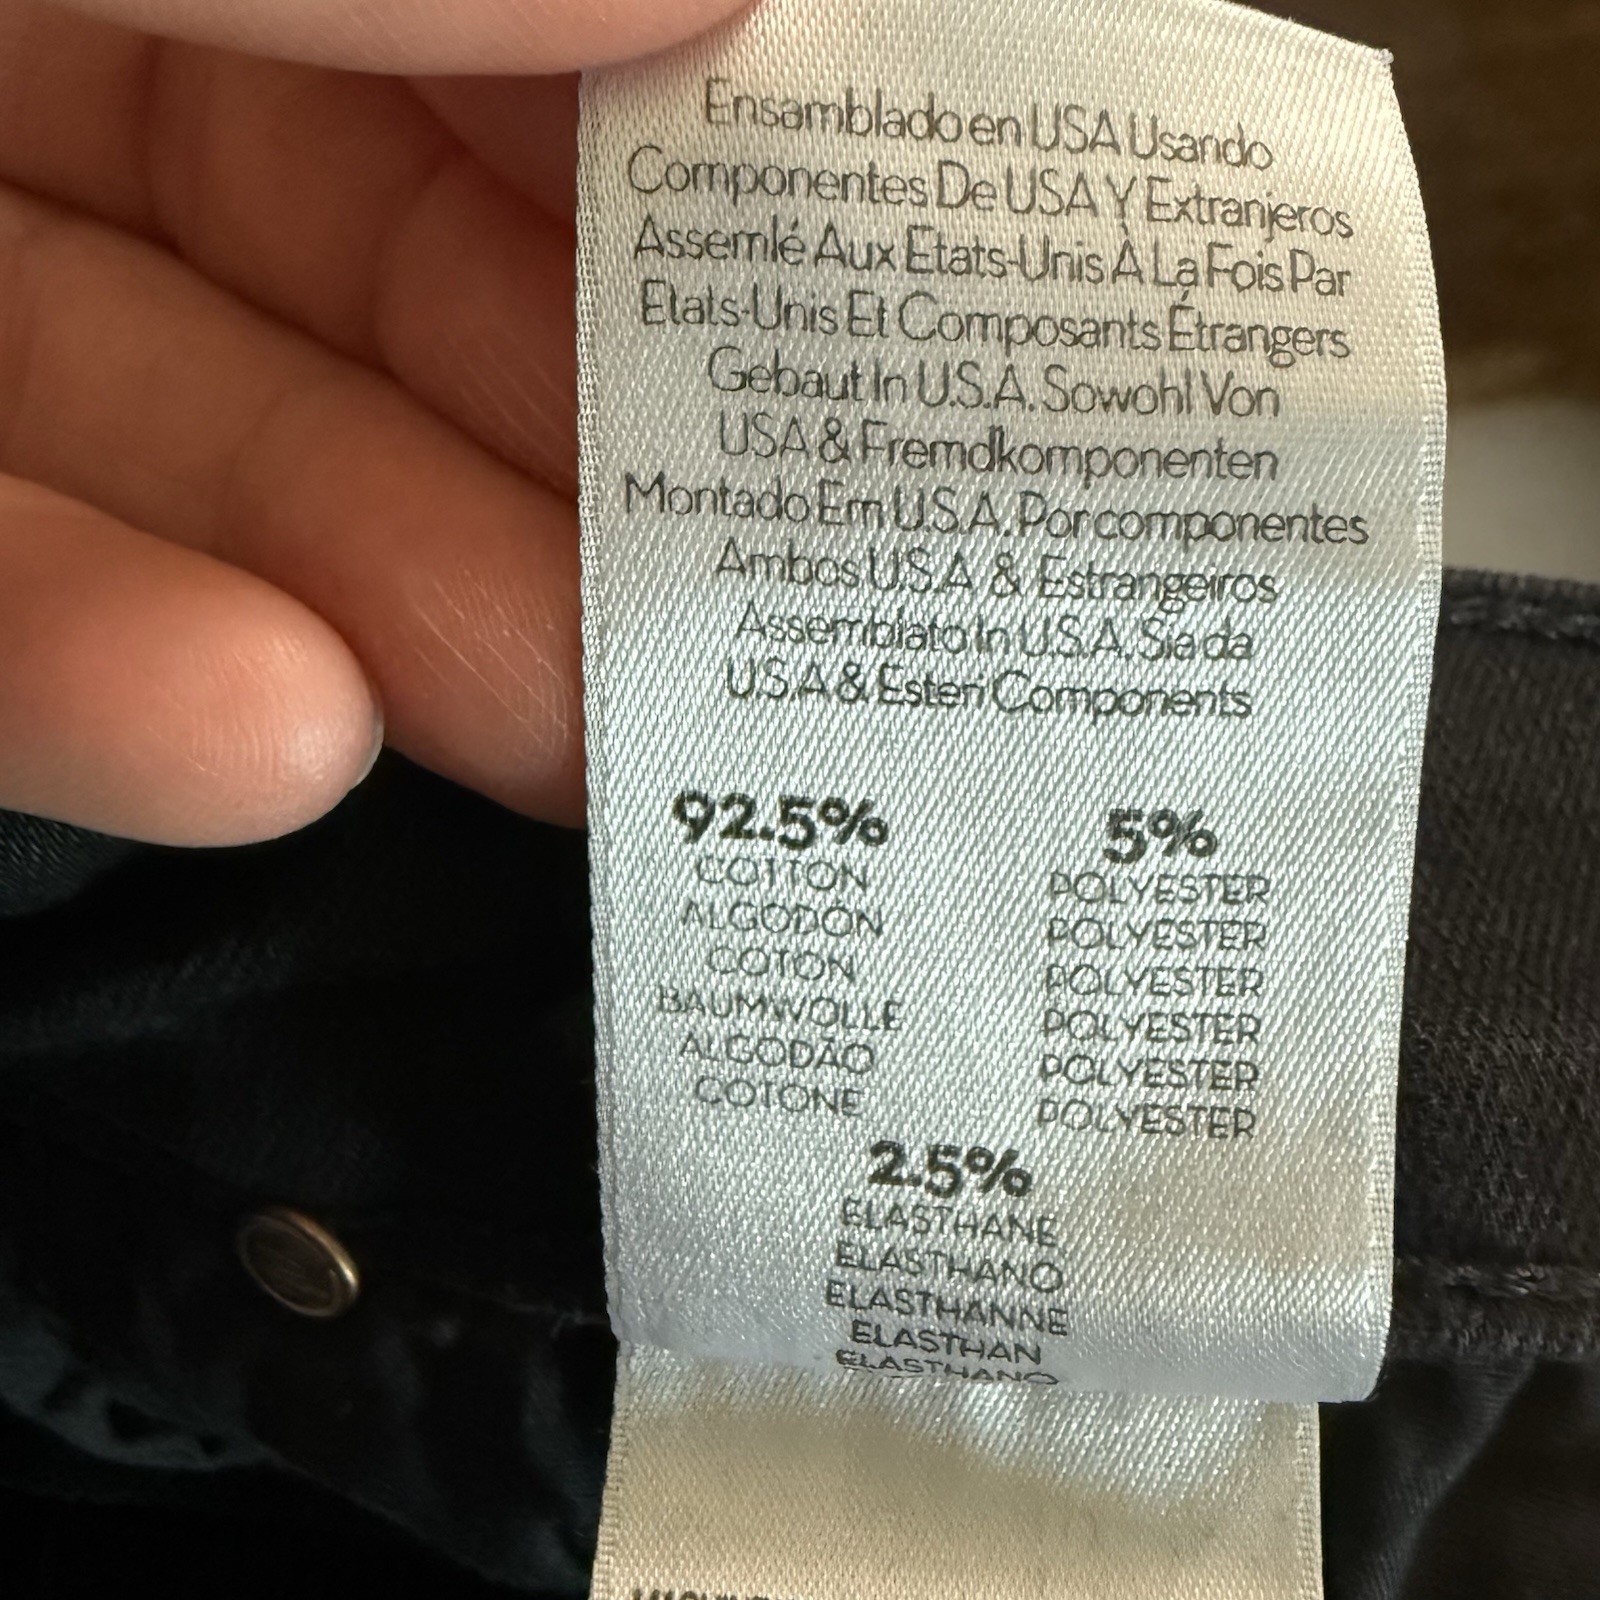 Ensamblado en USA Usando
Componentes De USA Y Extranjeros
Assemlé Aux Etats-Unis À La Fois Par
Etats-Unis Et Composants Étrangers
Gebaut In U.S.A. Sowohl Von
USA & Fremdkomponenten
Montado Em U.S.A. Por componentes
Ambos USA & Estrangeiros
Assemblato In U.S.A. Sia da
USA & Esteri Components
92.5%
COTTON
ALGODÓN
COTON
BAUMWOLLE
ALGODÃO
COTONE
5%
POLYESTER
POLYESTER
POLYESTER
POLYESTER
POLYESTER
POLYESTER
2.5%
ELASTHANE
ELASTHANO
ELASTHANNE
ELASTHAN
ELASTHANO